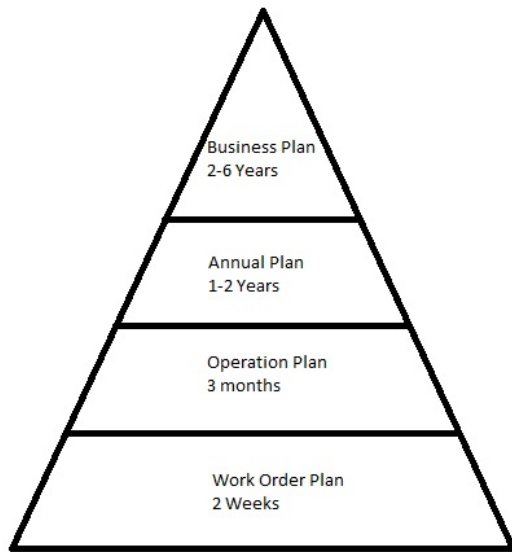 Business Plan
2-6 Years
Annual Plan
1-2 Years
Operation Plan
3 months
Work Order Plan
2 Weeks